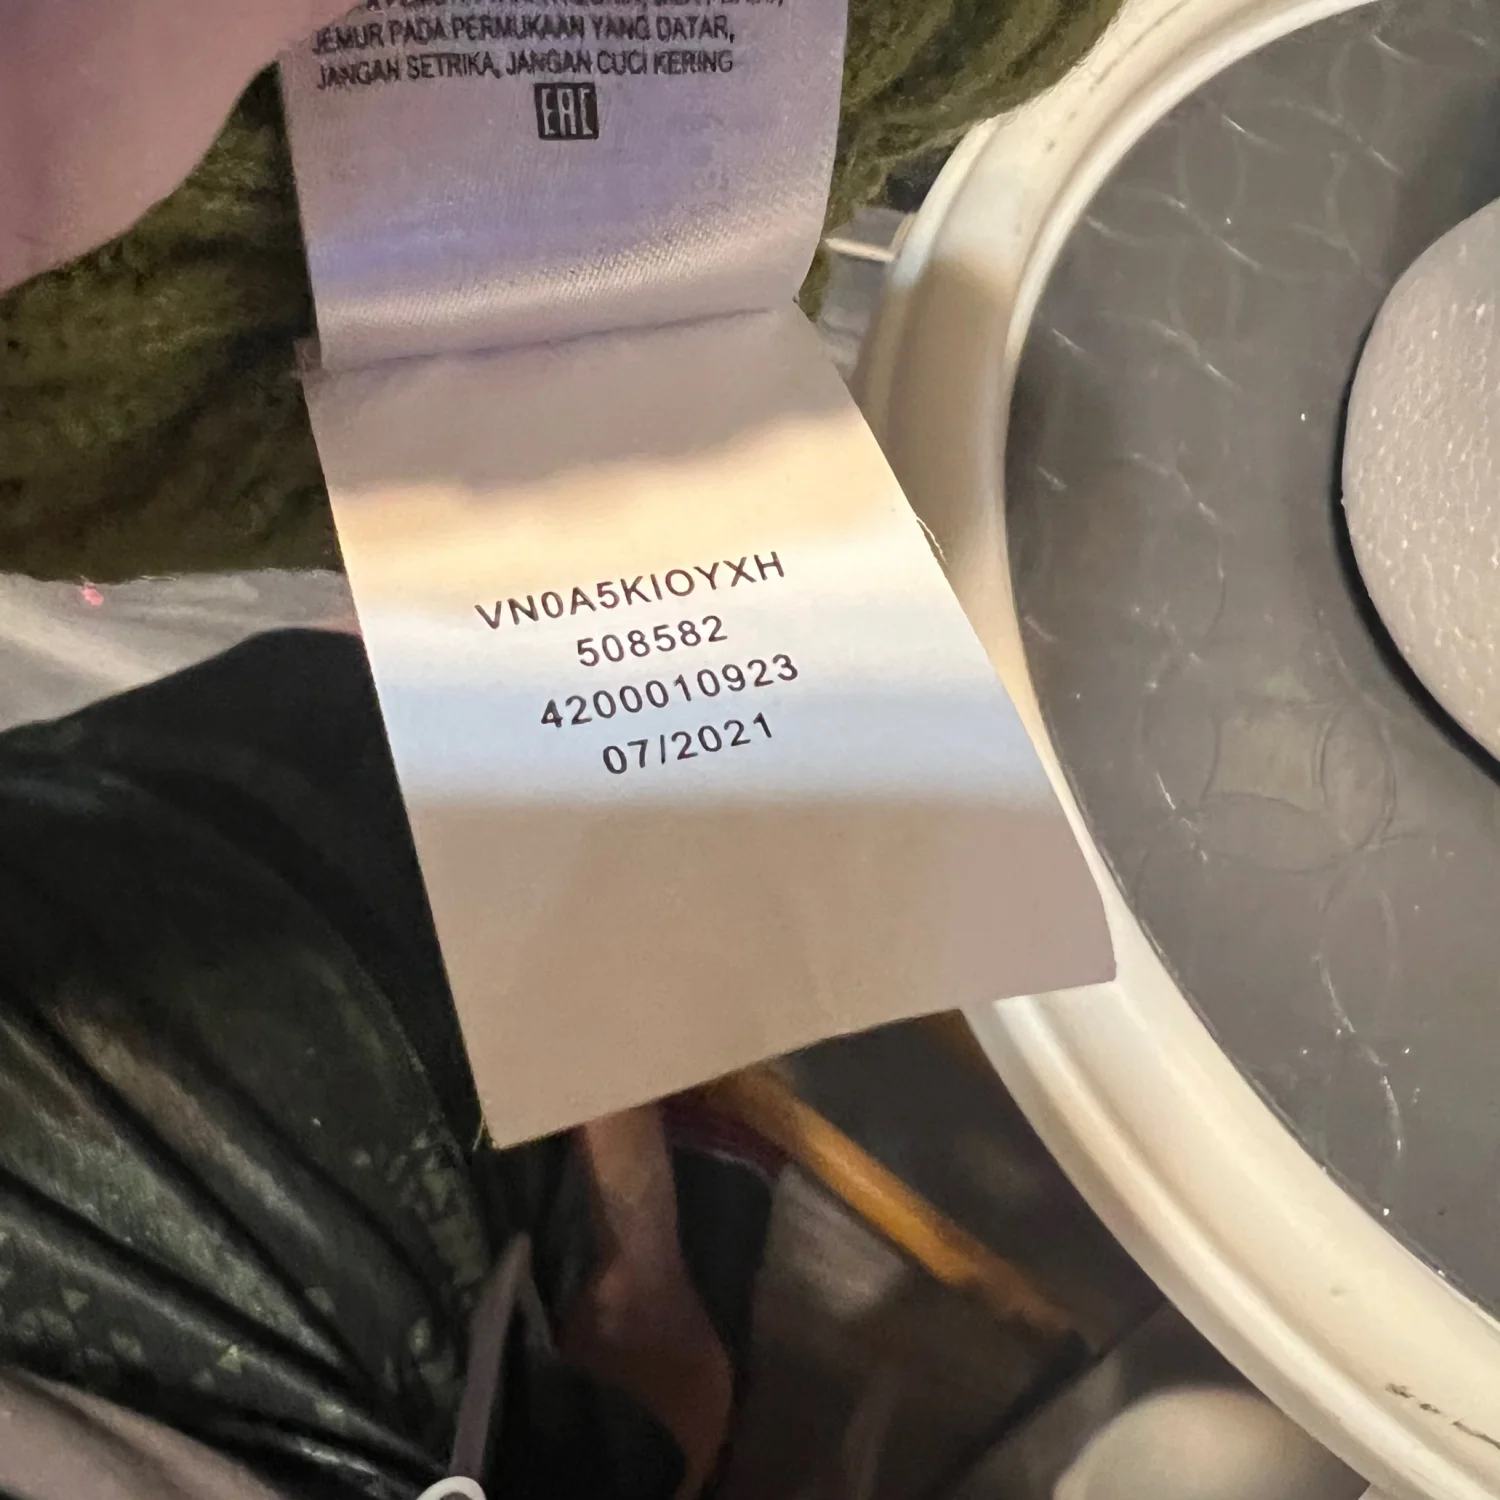 JEMUR PADA PERMUKAAN YANG DATAR,
JANGAN SETRIKA, JANGAN CUCI KERING
EAC
VN0A5KIOYXH
508582
4200010923
07/2021